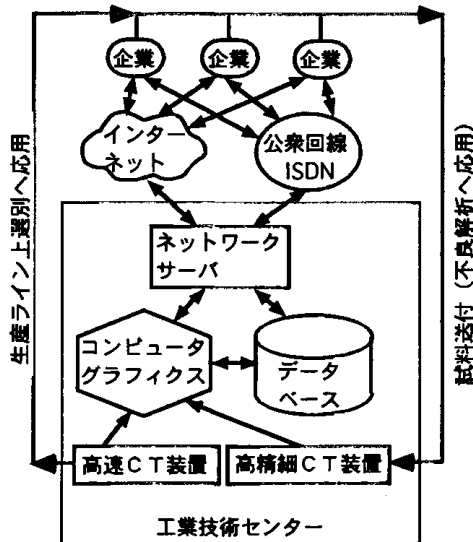 企業
企業
企業
インター
ネット
公衆回線
ISDN
生産ライン上選別へ応用
試料送付（不良解析へ応用）
ネットワーク
サーバ
コンピュータ
グラフィクス
データ
ベース
高速ＣＴ装置
高精細ＣＴ装置
工業技術センター